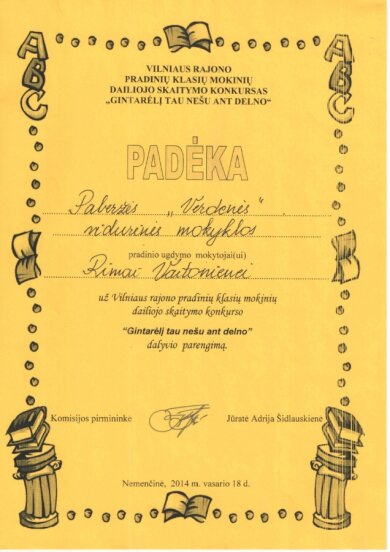 A B C
A B C
VILNIAUS RAJONO
PRADINIŲ KLASIŲ MOKINIŲ
DAILIOJO SKAITYMO KONKURSAS
„GINTARĖLĮ TAU NEŠU ANT DELNO“
PADĖKA
Paberžės „Verdenės“
vidurinės mokyklos
pradinio ugdymo mokytojai(ui)
Rimai Vaitonienei
už Vilniaus rajono pradinių klasių mokinių
dailiojo skaitymo konkurso
"Gintarėlį tau nešu ant delno"
dalyvio parengimą.
Komisijos pirmininkė Jūratė Adrija Šidlauskienė
Nemenčinė, 2014 m. vasario 18 d.